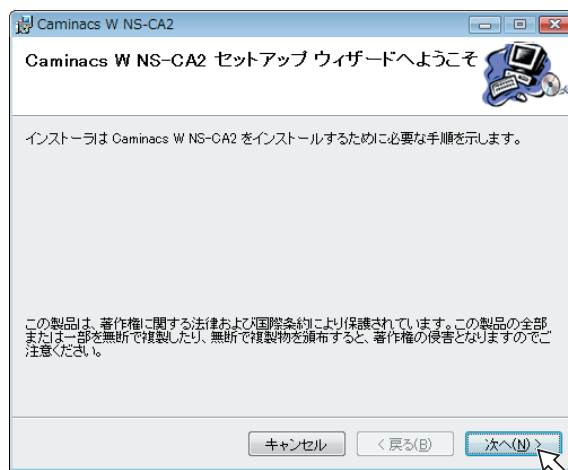 Caminacs W NS-CA2
Caminacs W NS-CA2 セットアップ ウィザードへようこそ
インストーラは Caminacs W NS-CA2 をインストールするために必要な手順を示します。
この製品は、著作権に関する法律および国際条約により保護されています。この製品の全部
または一部を無断で複製したり、無断で複製物を頒布すると、著作権の侵害となりますのでご
注意ください。
キャンセル
< 戻る(B)
次へ(N) >